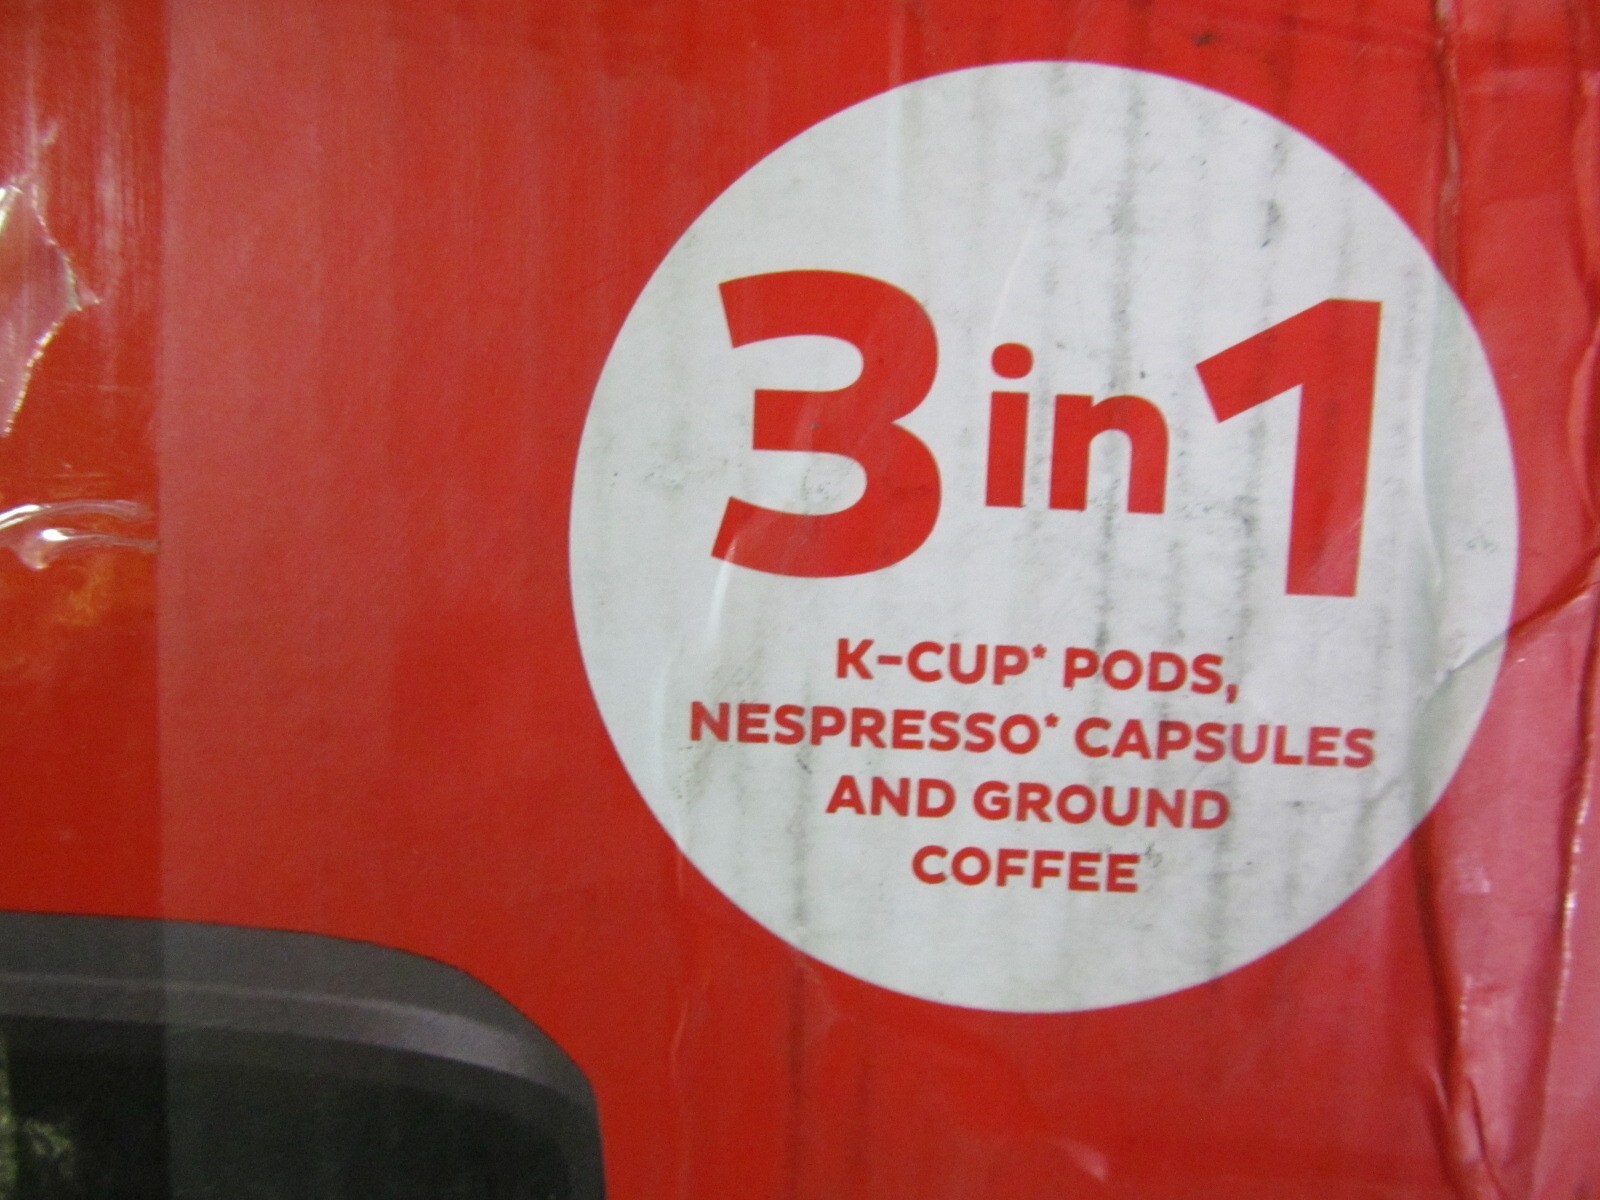 3 in 1
K-CUP* PODS,
NESPRESSO* CAPSULES
AND GROUND
COFFEE